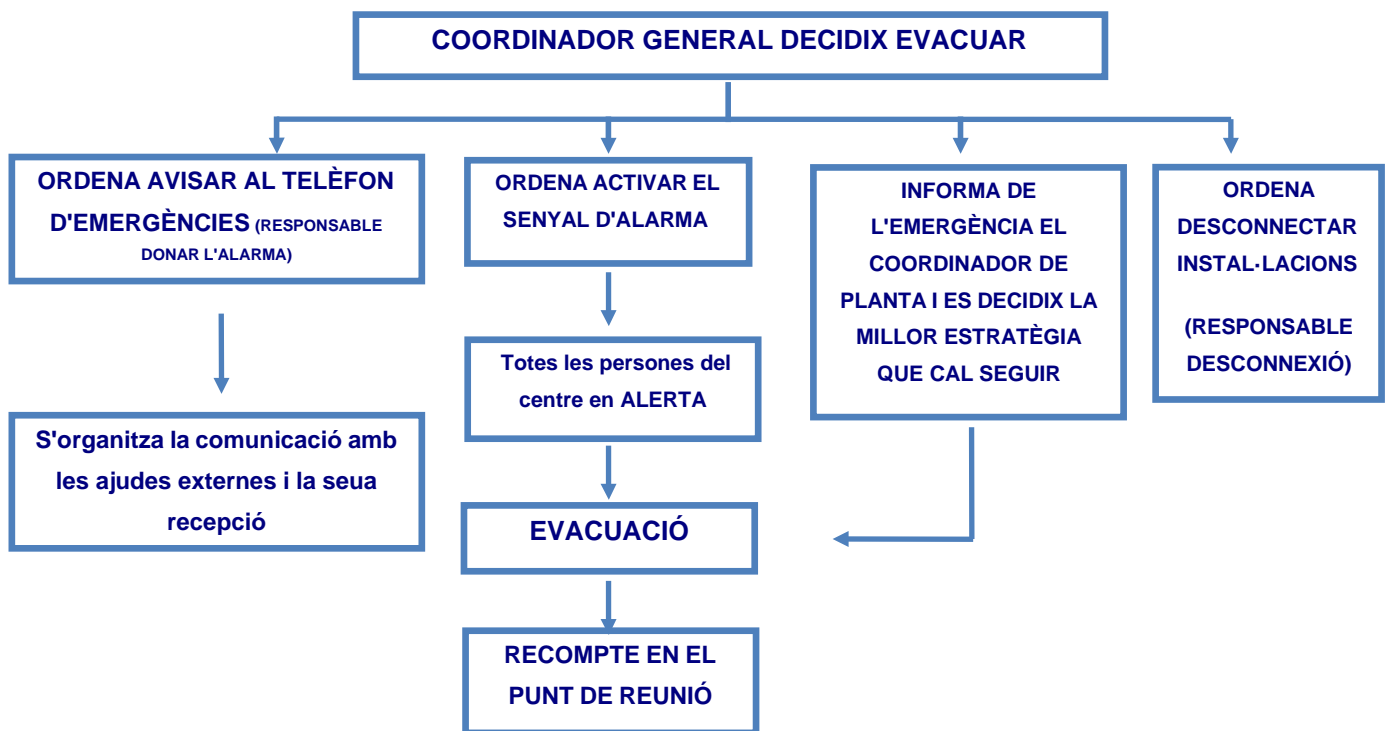 COORDINADOR GENERAL DECIDIX EVACUAR
ORDENA AVISAR AL TELÈFON
D'EMERGÈNCIES (RESPONSABLE
DONAR L'ALARMA)
ORDENA ACTIVAR EL
SENYAL D'ALARMA
INFORMA DE
L'EMERGÈNCIA EL
COORDINADOR DE
PLANTA I ES DECIDIX LA
MILLOR ESTRATÈGIA
QUE CAL SEGUIR
ORDENA
DESCONNECTAR
INSTAL·LACIONS
(RESPONSABLE
DESCONNEXIÓ)
Totes les persones del
centre en ALERTA
S'organitza la comunicació amb
les ajudes externes i la seua
recepció
EVACUACIÓ
RECOMPTE EN EL
PUNT DE REUNIÓ